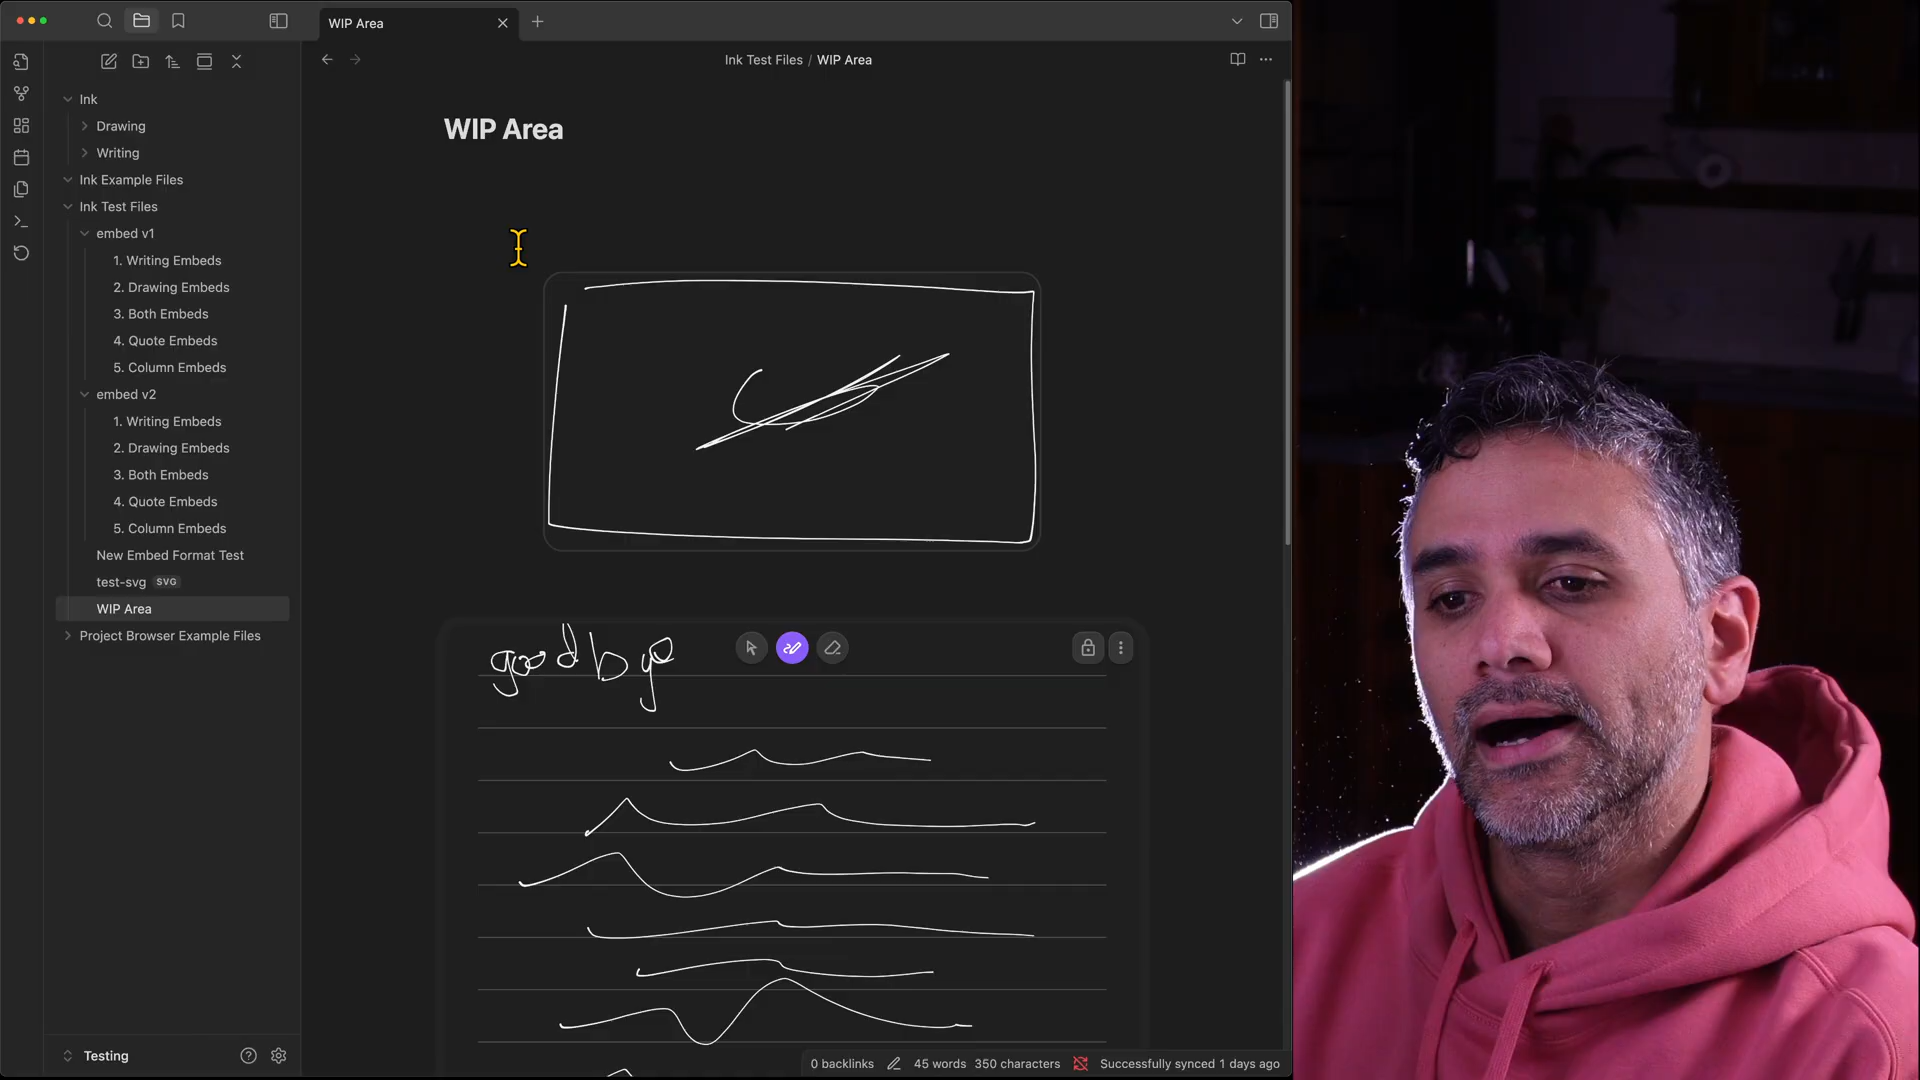 WIP Area
Ink Test Files / WIP Area
Ink
Drawing
Writing
Ink Example Files
Ink Test Files
embed v1
1. Writing Embeds
2. Drawing Embeds
3. Both Embeds
4. Quote Embeds
5. Column Embeds
embed v2
1. Writing Embeds
2. Drawing Embeds
3. Both Embeds
4. Quote Embeds
5. Column Embeds
New Embed Format Test
test-svg SVG
WIP Area
Project Browser Example Files
Testing
WIP Area
goodbye
0 backlinks 45 words 350 characters Successfully synced 1 days ago